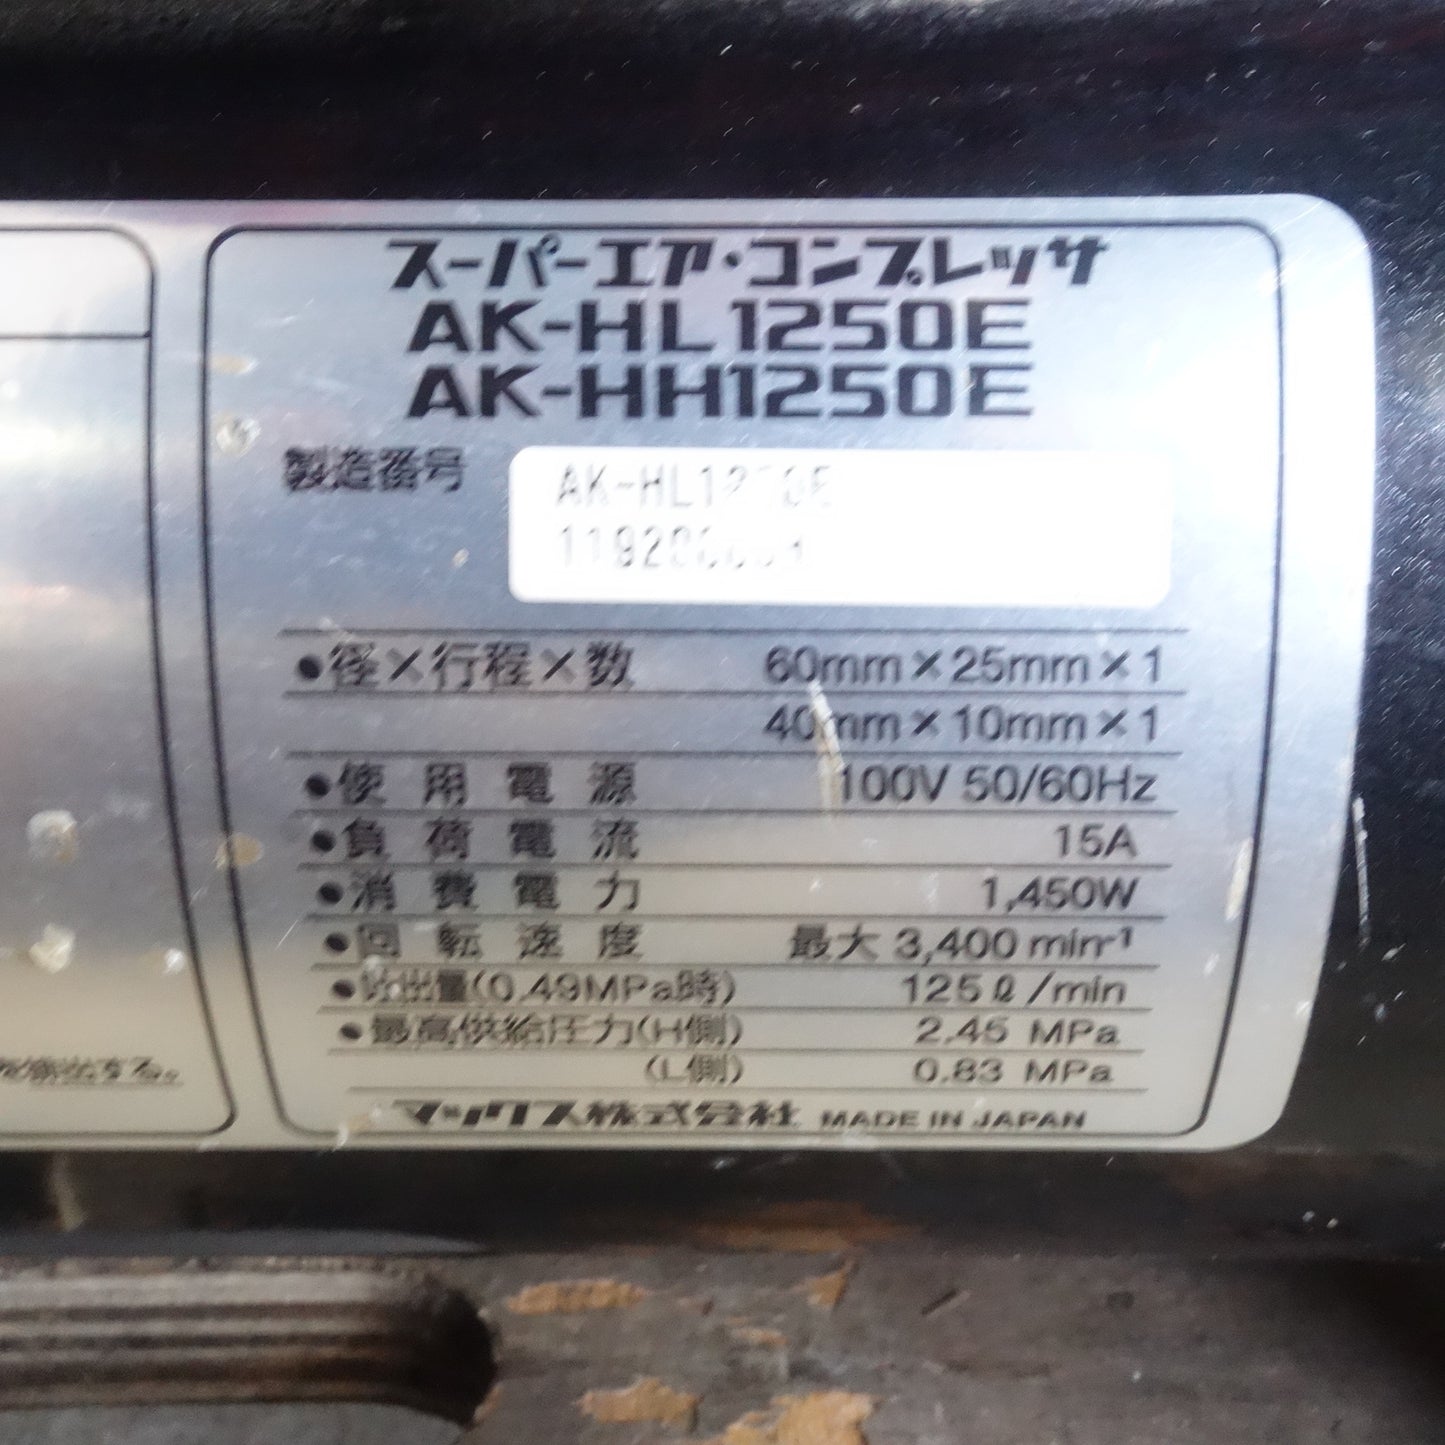 スーパーエア・コンプレッサ
AK-HL1250E
AK-HH1250E
製造番号
●径×行程×数 60mm×25mm×1
40mm×10mm×1
●使用電源 100V 50/60Hz
●負荷電流 15A
●消費電力 1,450W
●回転速度 最大 3,400 min-1
●吐出量(0.49MPa時) 125ℓ/min
●最高供給圧力(H側) 2.45 MPa
(L側) 0.83 MPa
マックス株式会社 MADE IN JAPAN